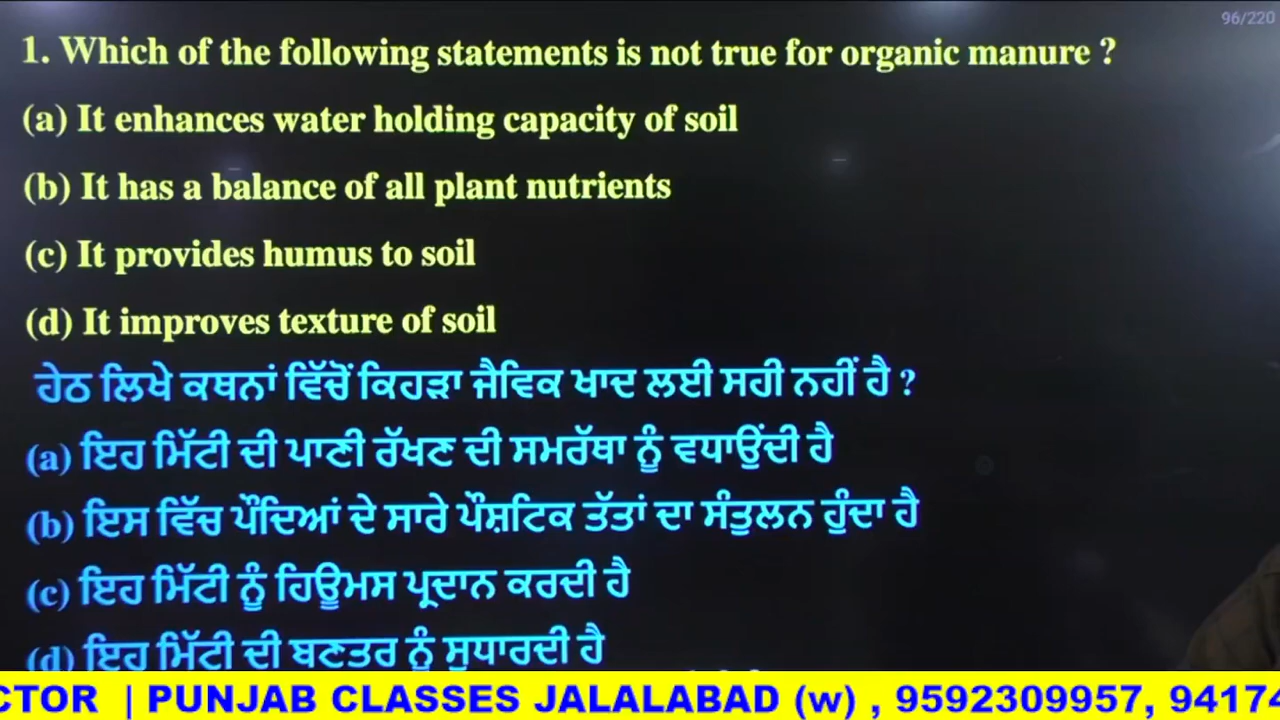 96/220
1. Which of the following statements is not true for organic manure ?
(a) It enhances water holding capacity of soil
(b) It has a balance of all plant nutrients
(c) It provides humus to soil
(d) It improves texture of soil
ਹੇਠ ਲਿਖੇ ਕਥਨਾਂ ਵਿੱਚੋਂ ਕਿਹੜਾ ਜੈਵਿਕ ਖਾਦ ਲਈ ਸਹੀ ਨਹੀਂ ਹੈ ?
(a) ਇਹ ਮਿੱਟੀ ਦੀ ਪਾਣੀ ਰੱਖਣ ਦੀ ਸਮਰੱਥਾ ਨੂੰ ਵਧਾਉਂਦੀ ਹੈ
(b) ਇਸ ਵਿੱਚ ਪੌਦਿਆਂ ਦੇ ਸਾਰੇ ਪੌਸ਼ਟਿਕ ਤੱਤਾਂ ਦਾ ਸੰਤੁਲਨ ਹੁੰਦਾ ਹੈ
(c) ਇਹ ਮਿੱਟੀ ਨੂੰ ਹਿਊਮਸ ਪ੍ਰਦਾਨ ਕਰਦੀ ਹੈ
(d) ਇਹ ਮਿੱਟੀ ਦੀ ਬਣਤਰ ਨੂੰ ਸੁਧਾਰਦੀ ਹੈ
CTOR | PUNJAB CLASSES JALALABAD (w) , 9592309957, 94174